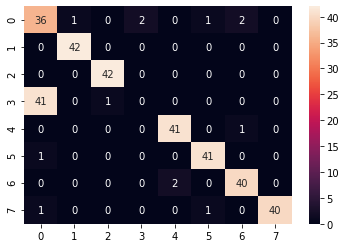 0 36 1 0 2 0 1 2 0
1 0 42 0 0 0 0 0 0
2 0 0 42 0 0 0 0 0
3 41 0 1 0 0 0 0 0
4 0 0 0 0 41 0 1 0
5 1 0 0 0 0 41 0 0
6 0 0 0 0 2 0 40 0
7 1 0 0 0 0 1 0 40
0 1 2 3 4 5 6 7
40
35
30
25
20
15
10
5
0